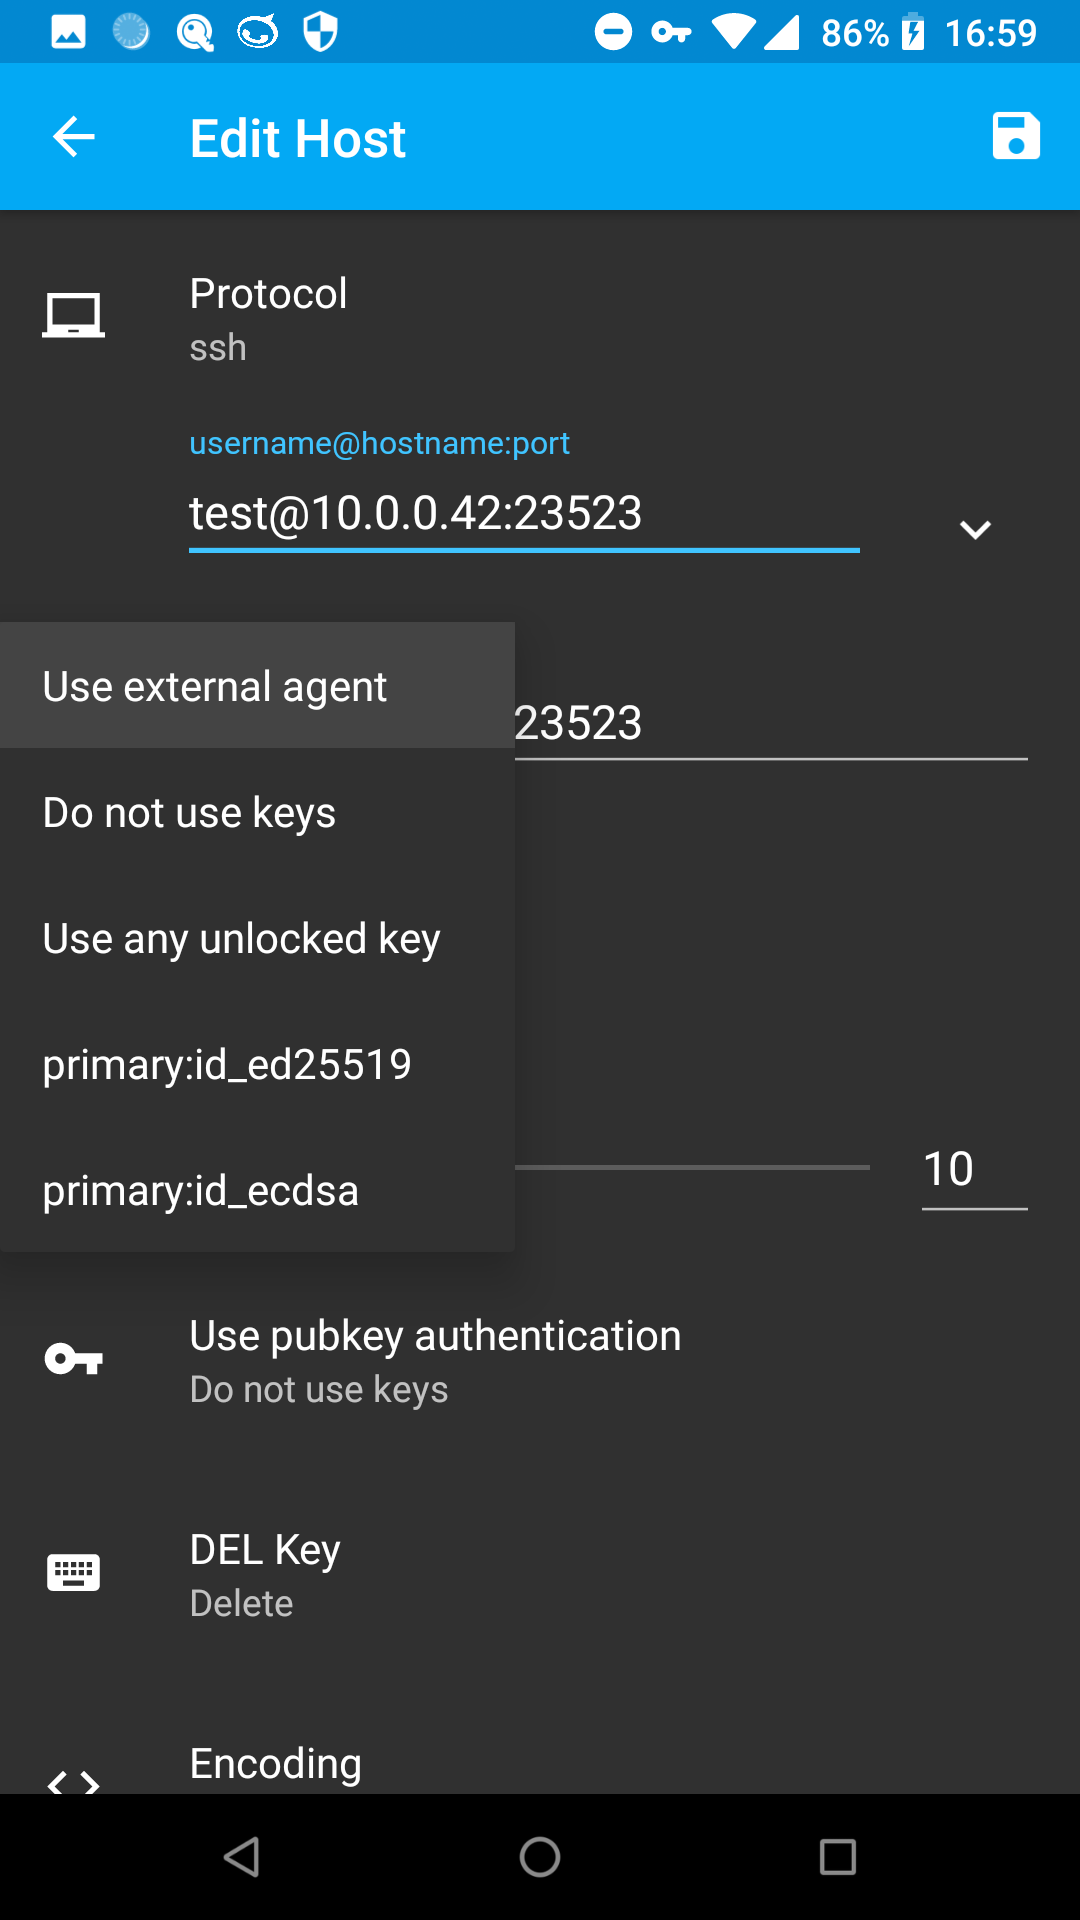 86% 16:59
Edit Host
Protocol
ssh
username@hostname:port
test@10.0.0.42:23523
Use external agent
23523
Do not use keys
Use any unlocked key
primary:id_ed25519
10
primary:id_ecdsa
Use pubkey authentication
Do not use keys
DEL Key
Delete
Encoding